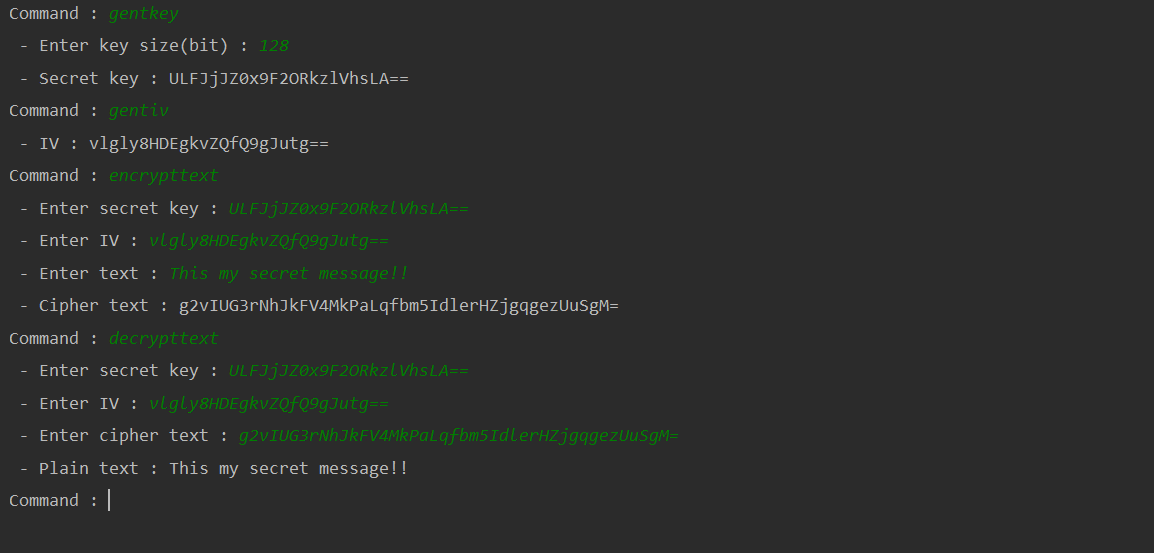 Command : gentkey
- Enter key size(bit) : 128
- Secret key : ULFJjJZ0x9F2ORkzlVhsLA==
Command : gentiv
- IV : vlgly8HDEgkvZQfQ9gJutg==
Command : encrypttext
- Enter secret key : ULFJjJZ0x9F2ORkzlVhsLA==
- Enter IV : vlgly8HDEgkvZQfQ9gJutg==
- Enter text : This my secret message!!
- Cipher text : g2vIUG3rNhJkFV4MkPaLqfbm5IdlerHZjgqgezUuSgM=
Command : decrypttext
- Enter secret key : ULFJjJZ0x9F2ORkzlVhsLA==
- Enter IV : vlgly8HDEgkvZQfQ9gJutg==
- Enter cipher text : g2vIUG3rNhJkFV4MkPaLqfbm5IdlerHZjgqgezUuSgM=
- Plain text : This my secret message!!
Command :